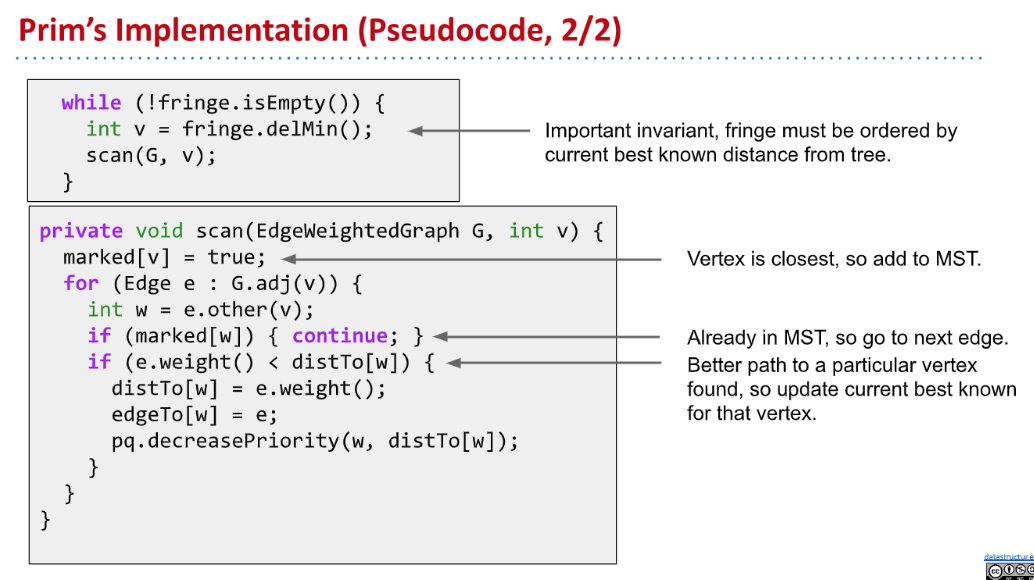 Prim's Implementation (Pseudocode, 2/2)
while (!fringe.isEmpty()) {
int v = fringe.delMin();
scan(G, v);
}
Important invariant, fringe must be ordered by
current best known distance from tree.
private void scan(EdgeWeightedGraph G, int v) {
marked[v] = true;
for (Edge e : G.adj(v)) {
int w = e.other(v);
if (marked[w]) { continue; }
if (e.weight() < distTo[w]) {
distTo[w] = e.weight();
edgeTo[w] = e;
pq.decreasePriority(w, distTo[w]);
}
}
}
Vertex is closest, so add to MST.
Already in MST, so go to next edge.
Better path to a particular vertex
found, so update current best known
for that vertex.
datastructur.e
cc